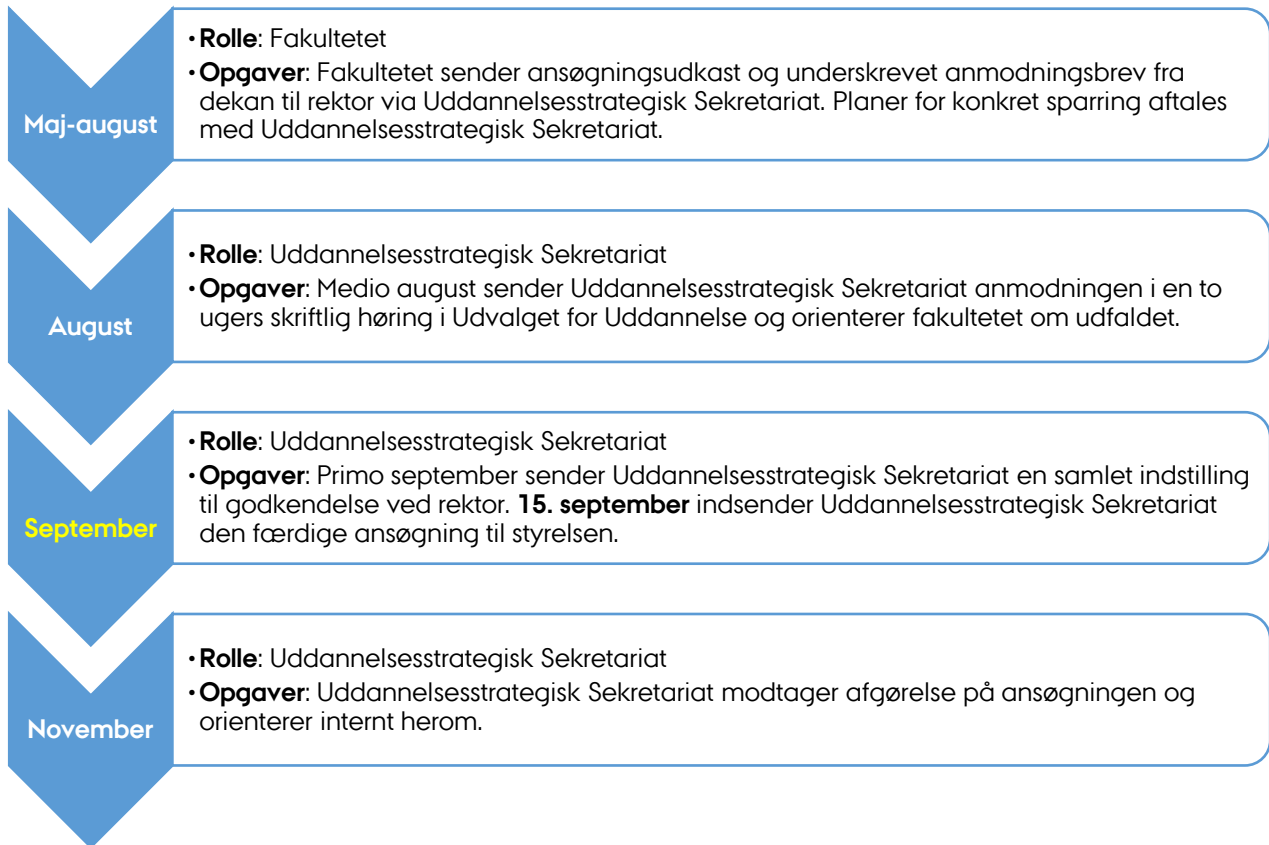 Maj-august
•Rolle: Fakultetet
•Opgaver: Fakultetet sender ansøgningsudkast og underskrevet anmodningsbrev fra
dekan til rektor via Uddannelsesstrategisk Sekretariat. Planer for konkret sparring aftales
med Uddannelsesstrategisk Sekretariat.
August
•Rolle: Uddannelsesstrategisk Sekretariat
•Opgaver: Medio august sender Uddannelsesstrategisk Sekretariat anmodningen i en to
ugers skriftlig høring i Udvalget for Uddannelse og orienterer fakultetet om udfaldet.
September
•Rolle: Uddannelsesstrategisk Sekretariat
•Opgaver: Primo september sender Uddannelsesstrategisk Sekretariat en samlet indstilling
til godkendelse ved rektor. 15. september indsender Uddannelsesstrategisk Sekretariat
den færdige ansøgning til styrelsen.
November
•Rolle: Uddannelsesstrategisk Sekretariat
•Opgaver: Uddannelsesstrategisk Sekretariat modtager afgørelse på ansøgningen og
orienterer internt herom.